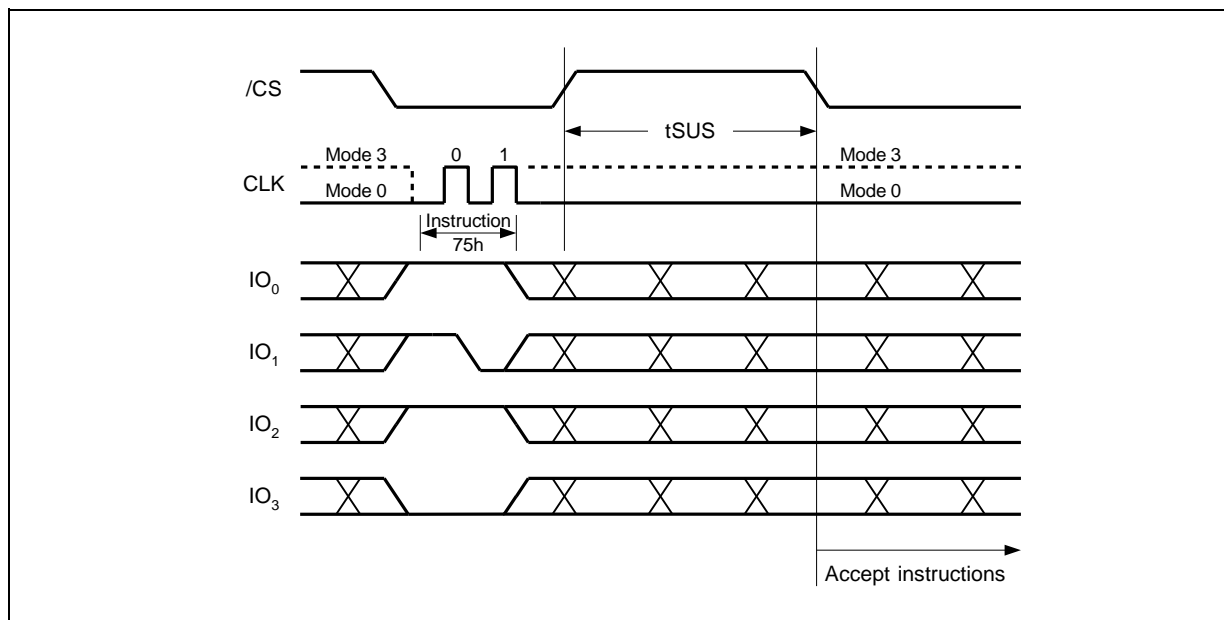 /CS
tSUS
Mode 3 0 1 Mode 3
CLK
Mode 0 Mode 0
Instruction
75h
IO0
IO1
IO2
IO3
Accept instructions